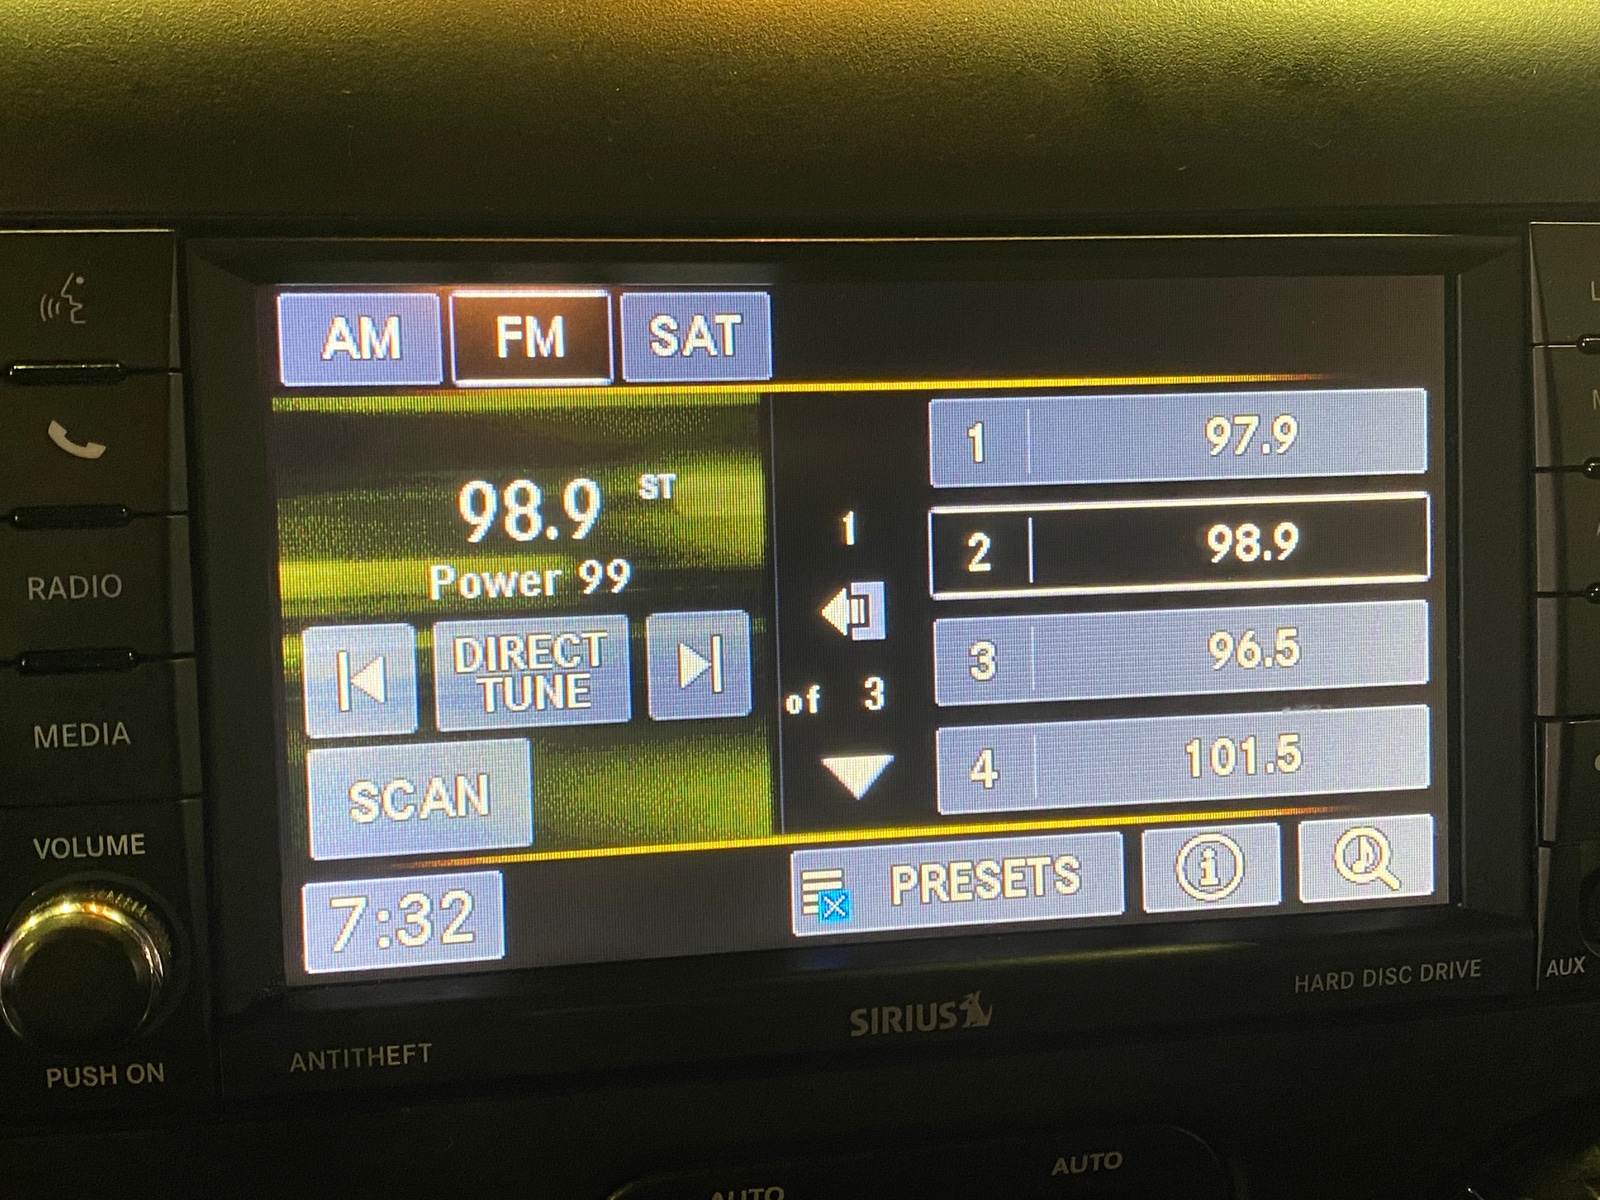 AM FM SAT
98.9 ST
Power 99
DIRECT
TUNE
SCAN
7:32
1
of 3
1 97.9
2 98.9
3 96.5
4 101.5
PRESETS
RADIO
MEDIA
VOLUME
PUSH ON
ANTITHEFT
SIRIUS
HARD DISC DRIVE
AUX
AUTO
AUTO